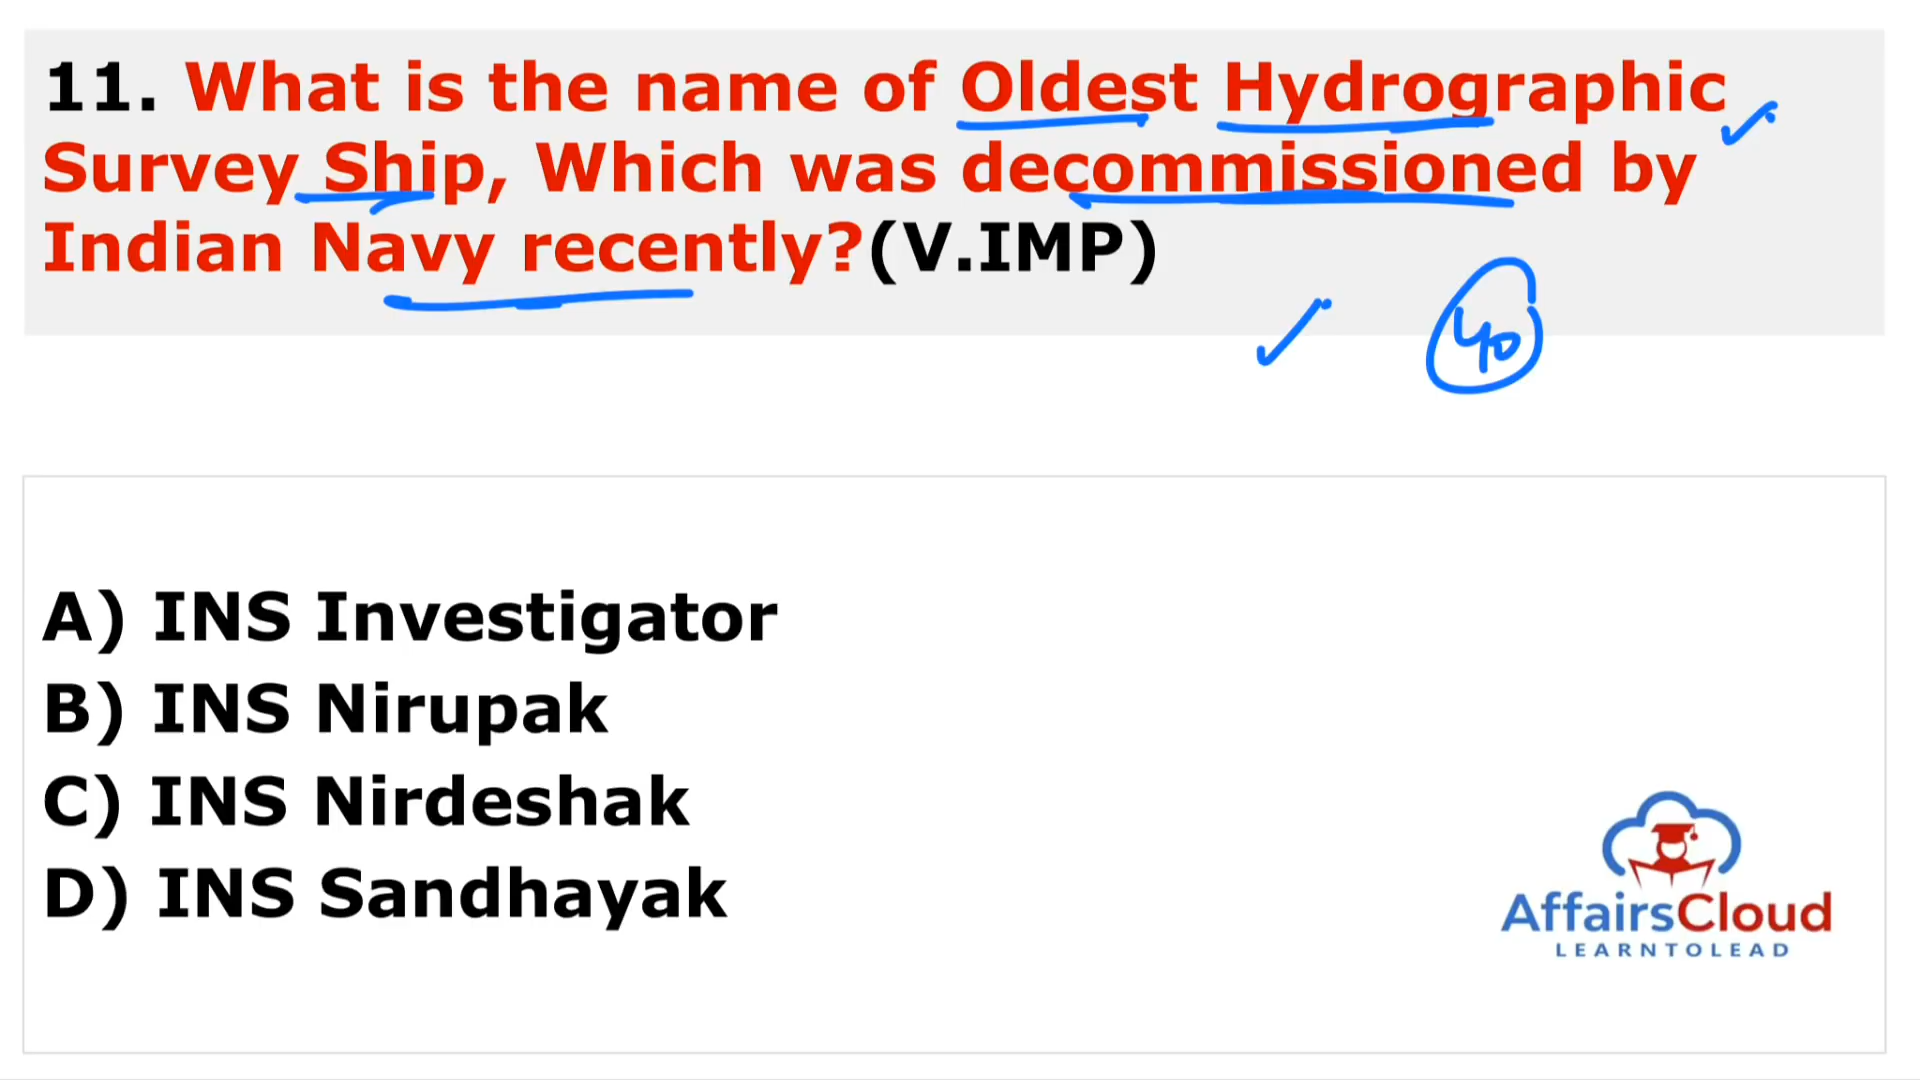 11. What is the name of Oldest Hydrographic
Survey Ship, Which was decommissioned by
Indian Navy recently?(V.IMP)
40
A) INS Investigator
B) INS Nirupak
C) INS Nirdeshak
D) INS Sandhayak
AffairsCloud
LEARNTOLEAD